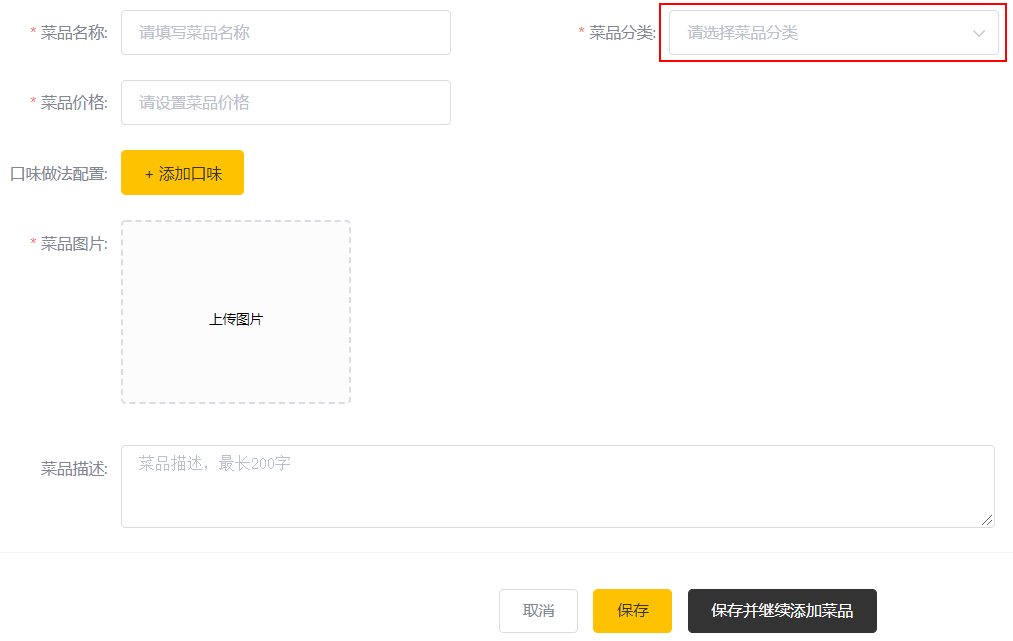 * 菜品名称: 请填写菜品名称 * 菜品分类: 请选择菜品分类
* 菜品价格: 请设置菜品价格
口味做法配置: + 添加口味
* 菜品图片:
上传图片
菜品描述: 菜品描述，最长200字
取消 保存 保存并继续添加菜品